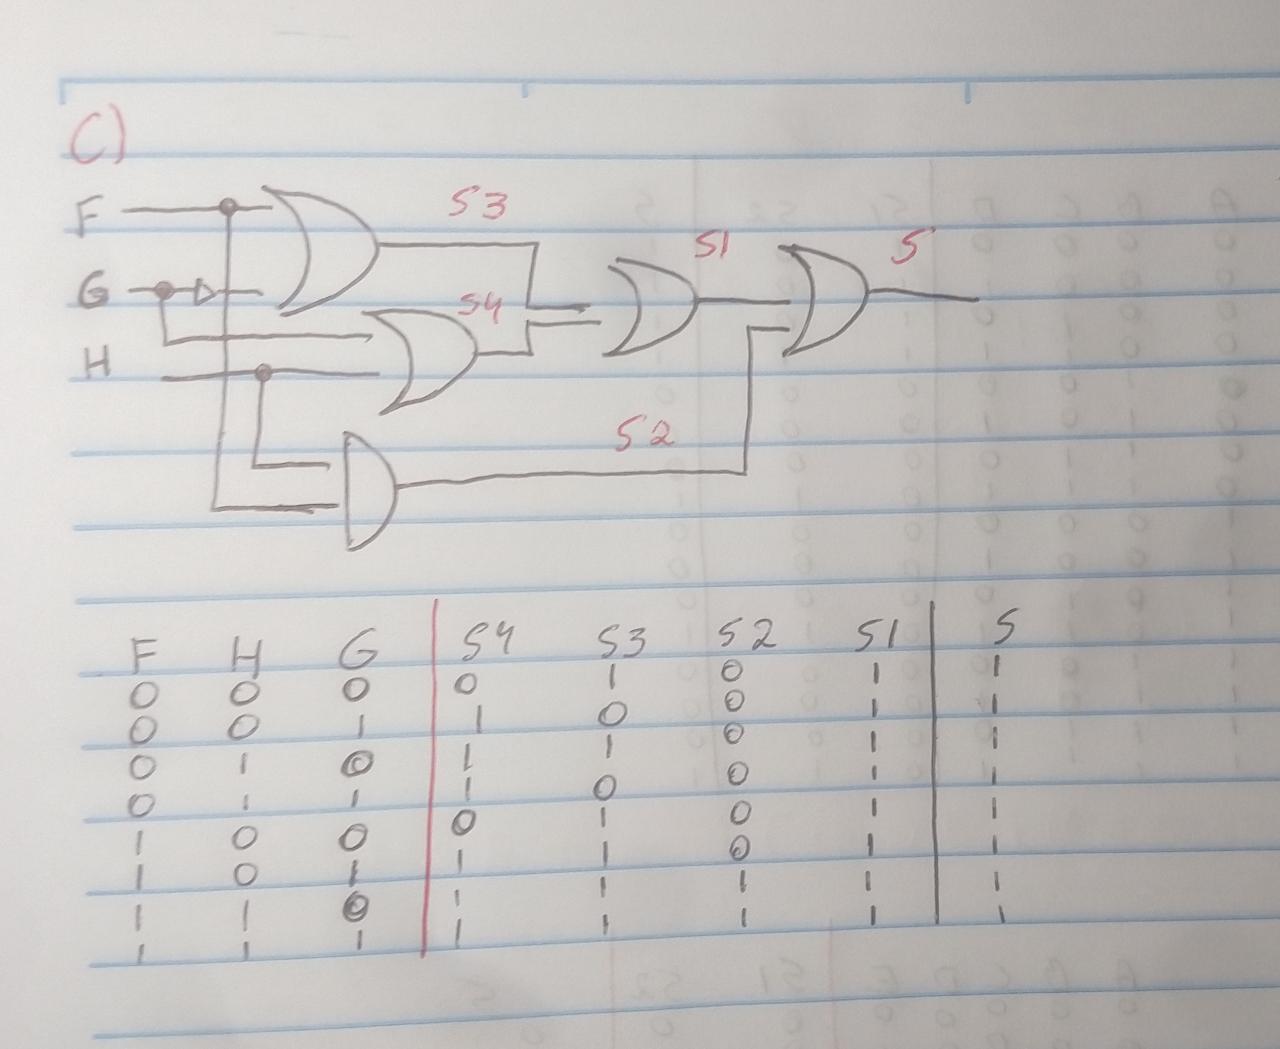 C)
F
S3
S1
S
G
S4
H
S2
F H G S4 S3 S2 S1 S
0 0 0 0 1 0 1 1
0 0 1 1 0 0 1 1
0 1 0 1 1 0 1 1
0 1 1 1 0 0 1 1
1 0 0 0 1 0 1 1
1 0 1 1 1 0 1 1
1 1 0 1 1 1 1 1
1 1 1 1 1 1 1 1